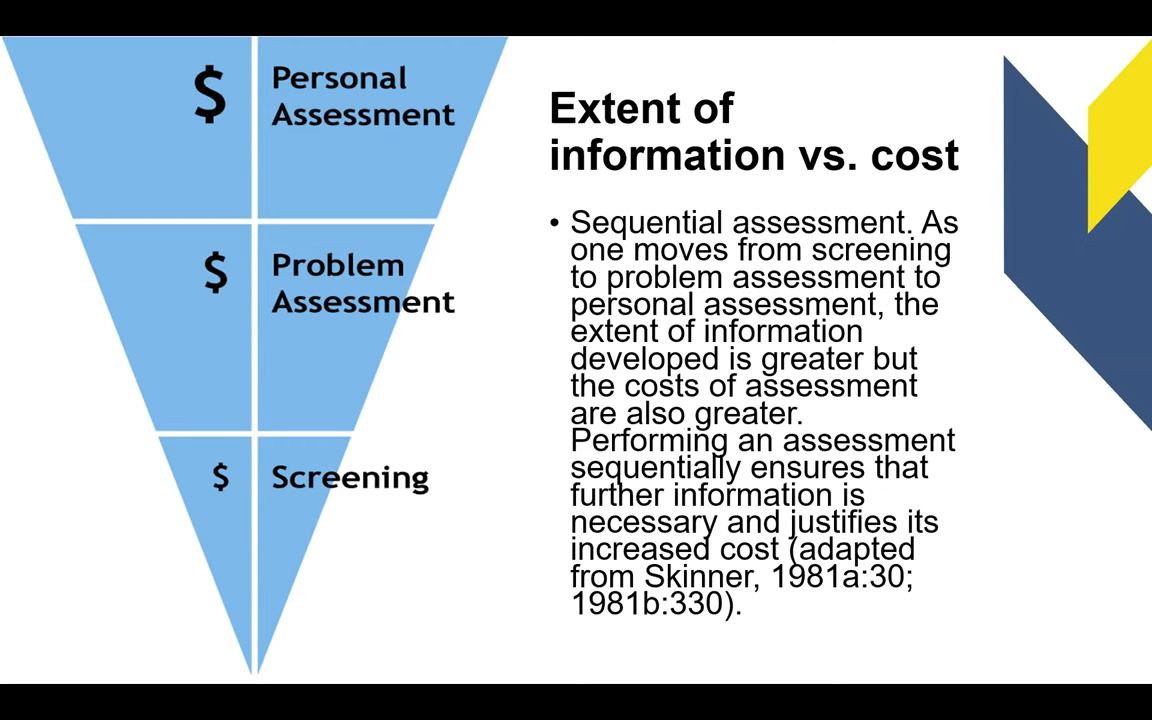 $ Personal
Assessment
$ Problem
Assessment
$ Screening
Extent of
information vs. cost
• Sequential assessment. As
one moves from screening
to problem assessment to
personal assessment, the
extent of information
developed is greater but
the costs of assessment
are also greater.
Performing an assessment
sequentially ensures that
further information is
necessary and justifies its
increased cost (adapted
from Skinner, 1981a:30;
1981b:330).